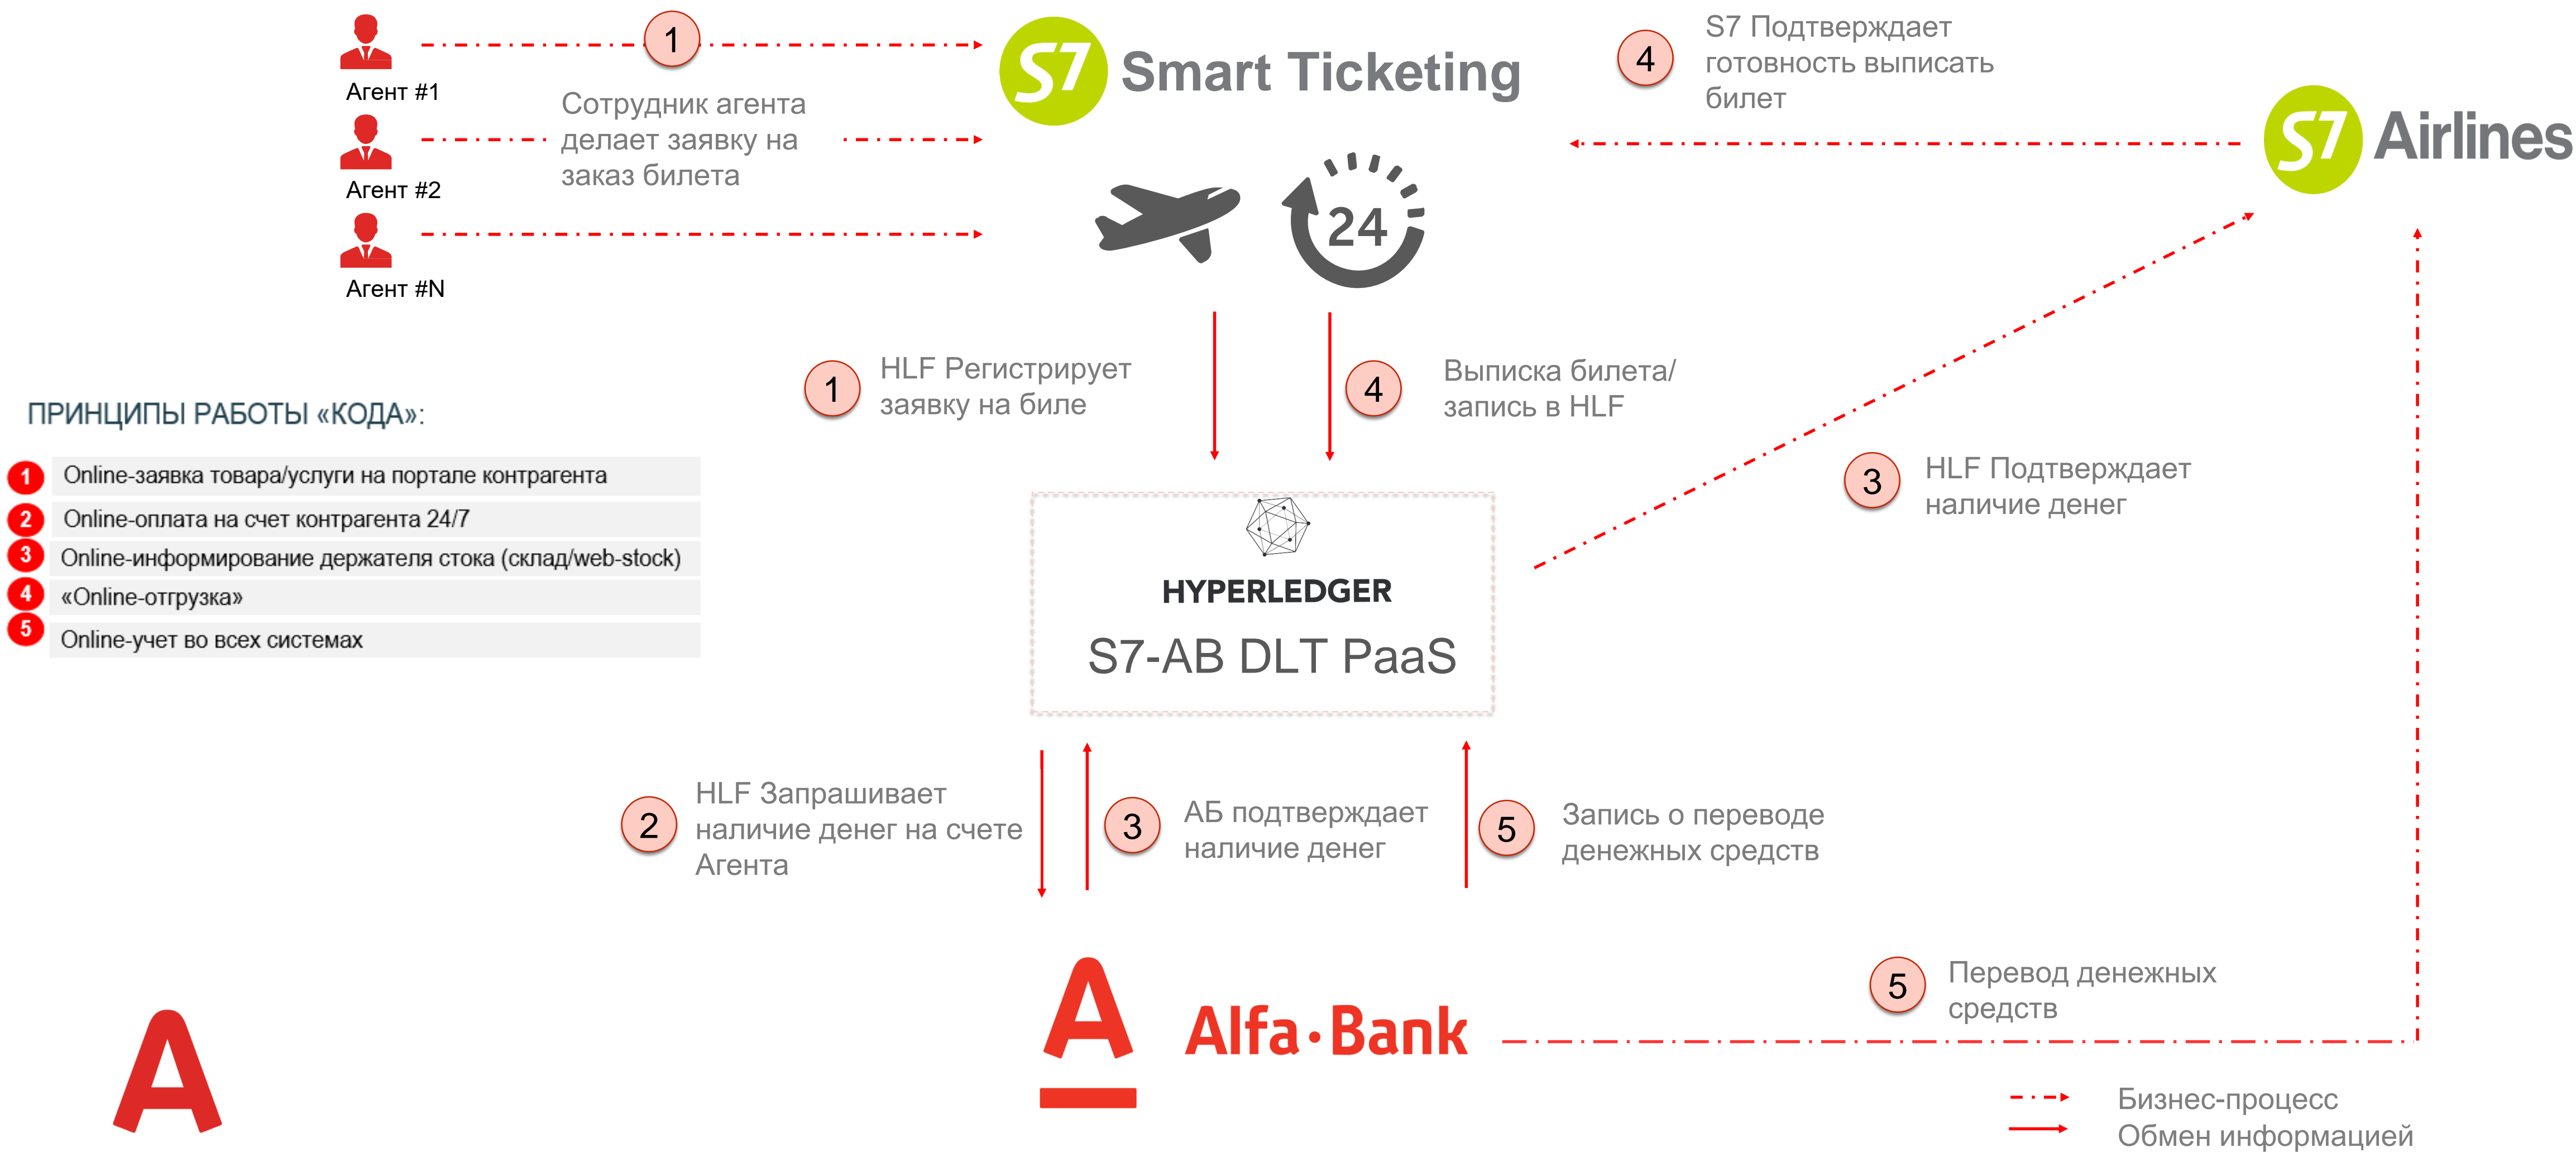 1
S7 Smart Ticketing
4
S7 Подтверждает
готовность выписать
билет
S7 Airlines
Агент #1
Сотрудник агента
делает заявку на
заказ билета
Агент #2
Агент #N
24
1
HLF Регистрирует
заявку на биле
4
Выписка билета/
запись в HLF
ПРИНЦИПЫ РАБОТЫ «КОДА»:
1 Online-заявка товара/услуги на портале контрагента
2 Online-оплата на счет контрагента 24/7
3 Online-информирование держателя стока (склад/web-stock)
4 «Online-отгрузка»
5 Online-учет во всех системах
3
HLF Подтверждает
наличие денег
HYPERLEDGER
S7-AB DLT PaaS
2
HLF Запрашивает
наличие денег на счете
Агента
3
АБ подтверждает
наличие денег
5
Запись о переводе
денежных средств
A
A
Alfa·Bank
5
Перевод денежных
средств
Бизнес-процесс
Обмен информацией